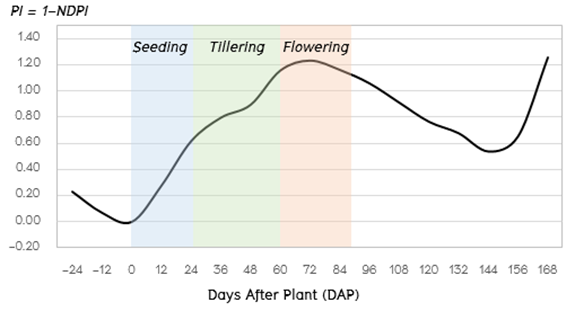 PI = 1–NDPI
1.40
Seeding Tillering Flowering
1.20
1.00
0.80
0.60
0.40
0.20
0.00
–0.20
–24 –12 0 12 24 36 48 60 72 84 96 108 120 132 144 156 168
Days After Plant (DAP)